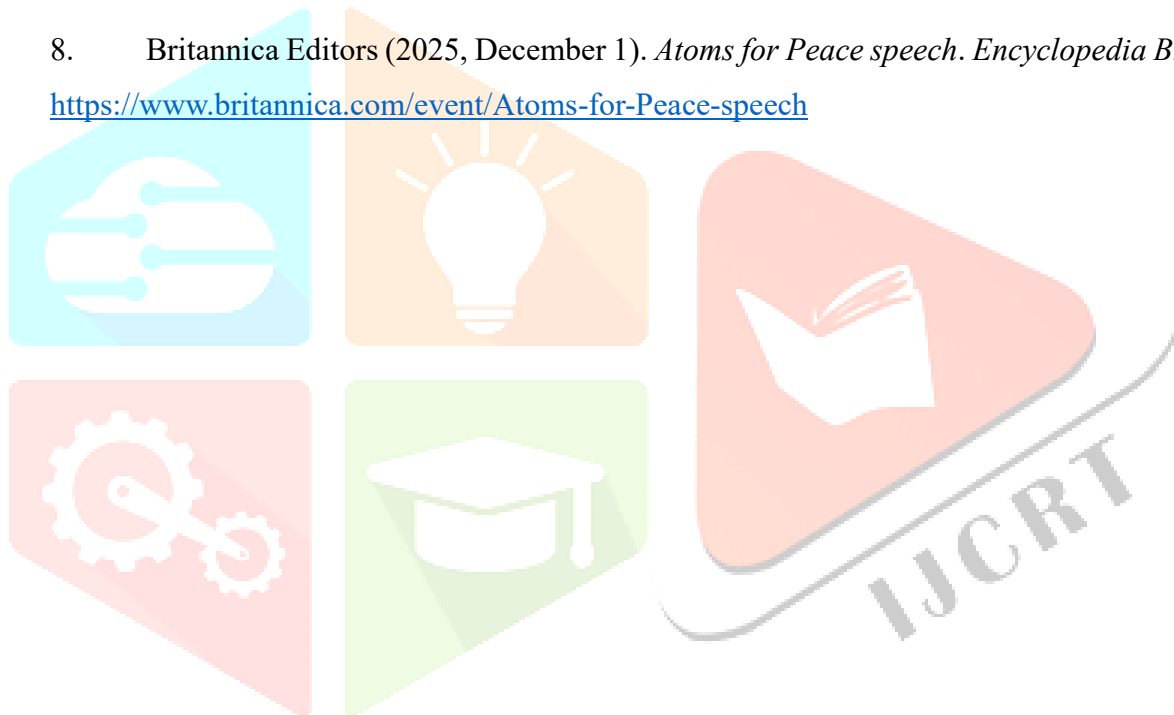 8. Britannica Editors (2025, December 1). Atoms for Peace speech. Encyclopedia B
https://www.britannica.com/event/Atoms-for-Peace-speech
IJCRT